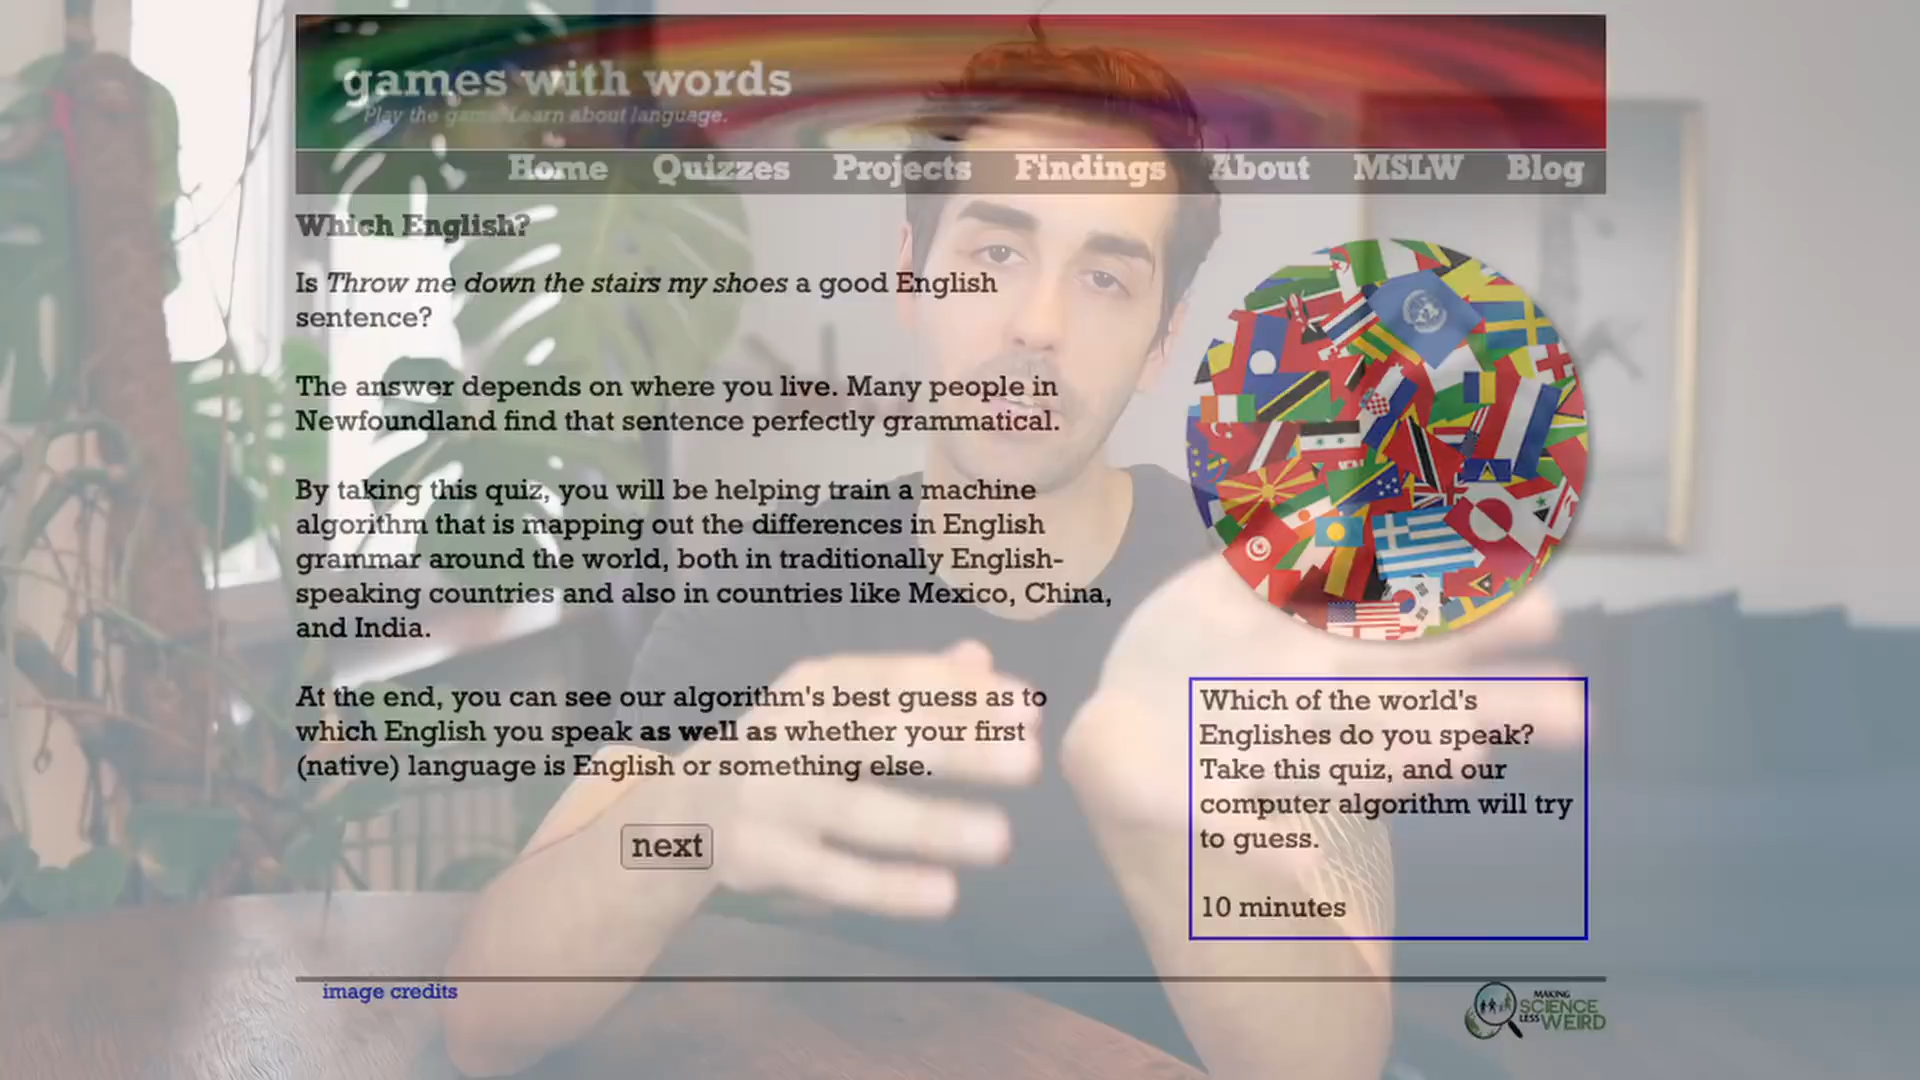 games with words
Play the game. Learn about language.
Home Quizzes Projects Findings About MSLW Blog
Which English?
Is Throw me down the stairs my shoes a good English
sentence?
The answer depends on where you live. Many people in
Newfoundland find that sentence perfectly grammatical.
By taking this quiz, you will be helping train a machine
algorithm that is mapping out the differences in English
grammar around the world, both in traditionally English-
speaking countries and also in countries like Mexico, China,
and India.
At the end, you can see our algorithm's best guess as to
which English you speak as well as whether your first
(native) language is English or something else.
next
Which of the world's
Englishes do you speak?
Take this quiz, and our
computer algorithm will try
to guess.
10 minutes
image credits
MAKING
SCIENCE
LESS WEIRD